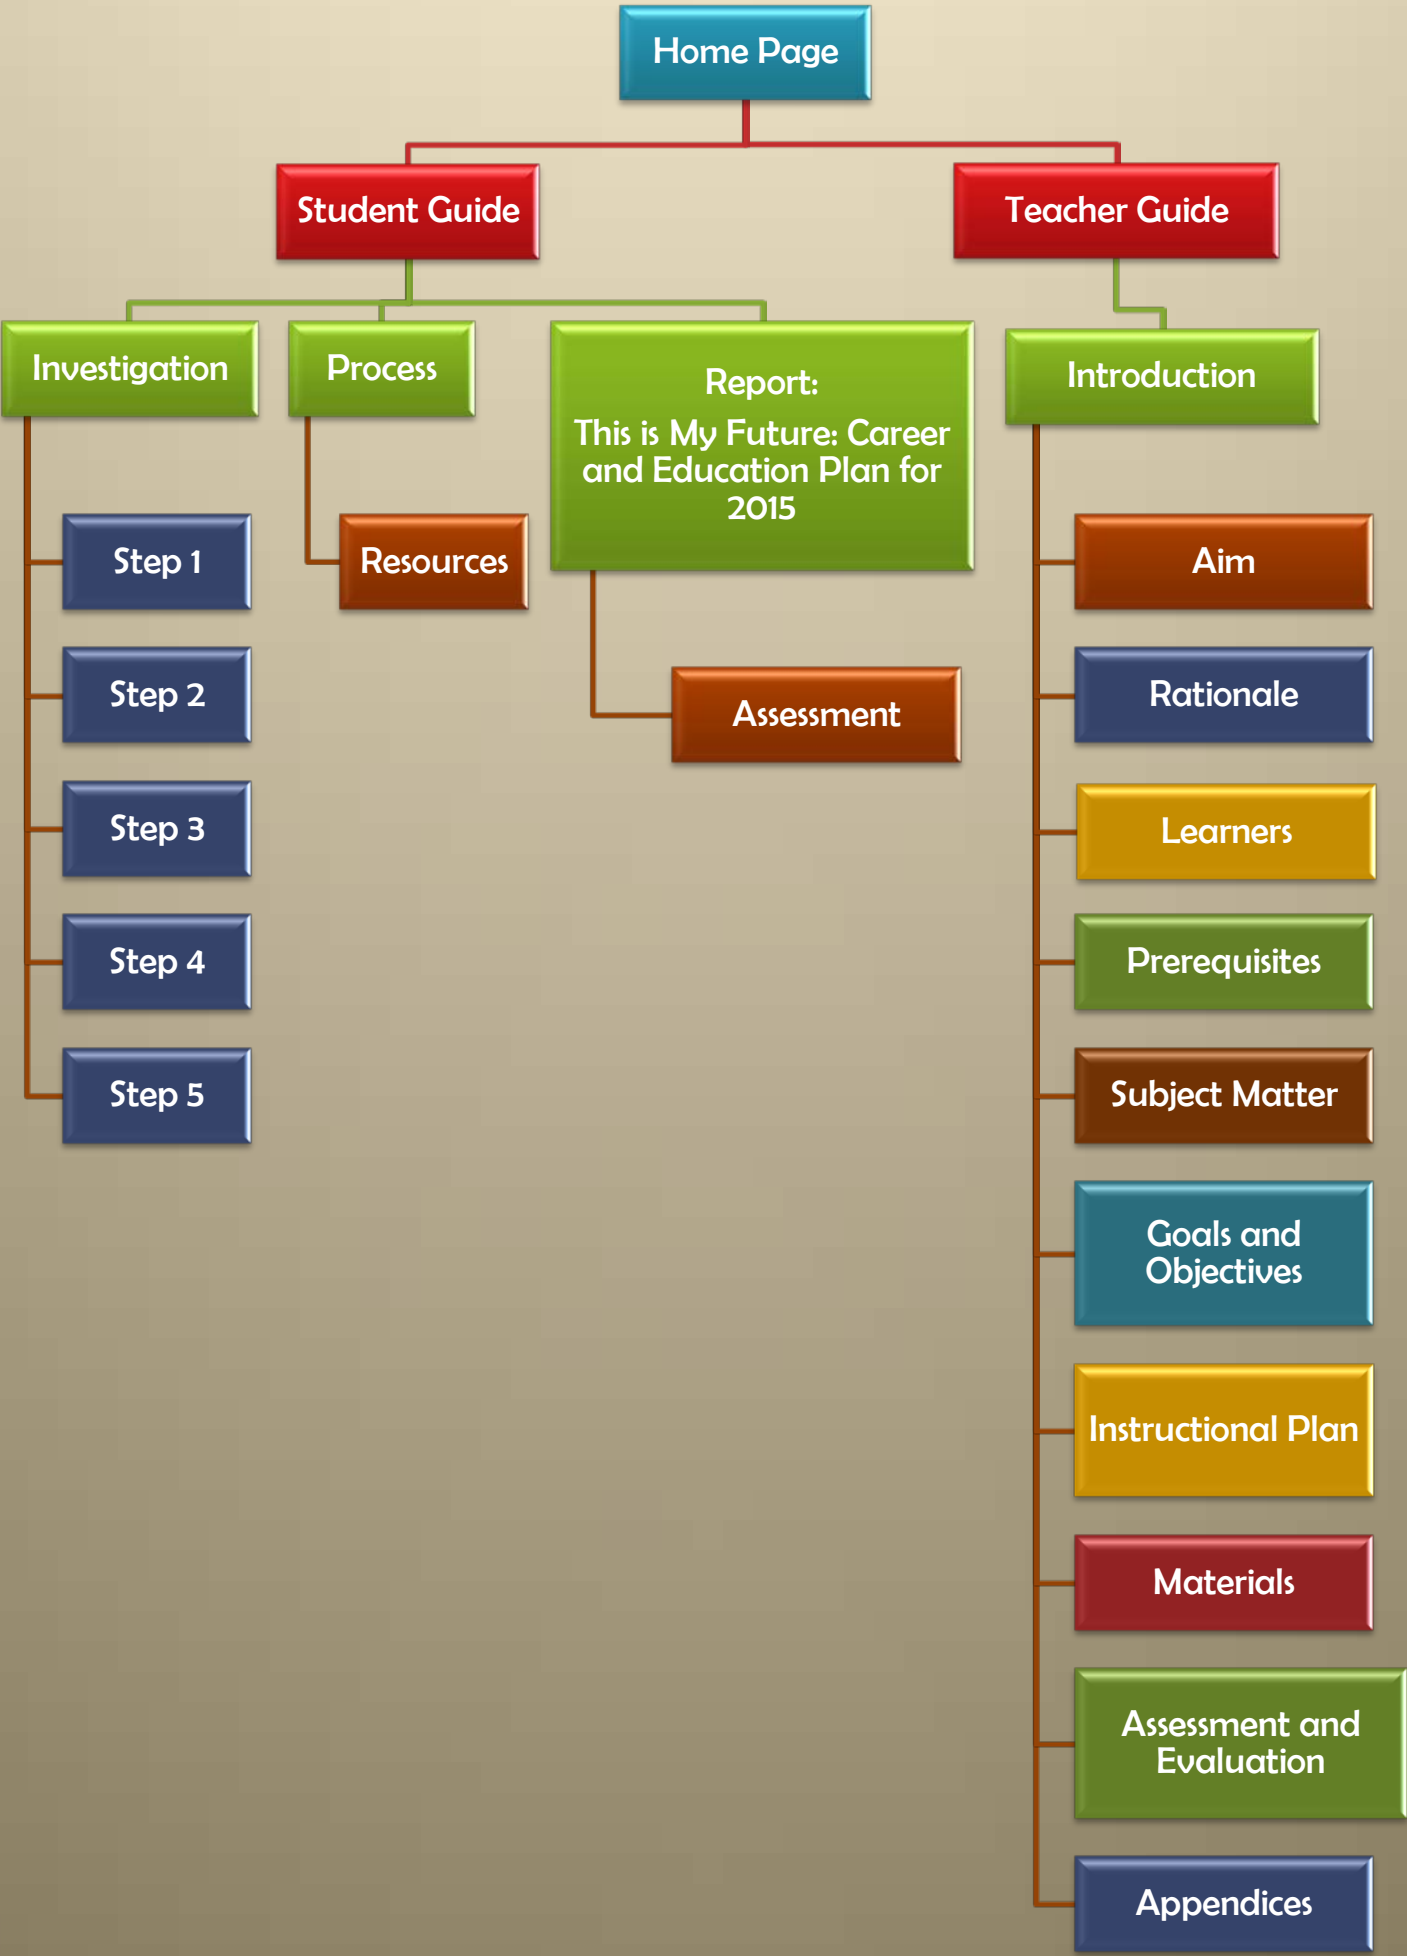 Home Page
Student Guide
Teacher Guide
Investigation
Process
Report:
This is My Future: Career
and Education Plan for
2015
Introduction
Step 1
Step 2
Step 3
Step 4
Step 5
Resources
Assessment
Aim
Rationale
Learners
Prerequisites
Subject Matter
Goals and
Objectives
Instructional Plan
Materials
Assessment and
Evaluation
Appendices